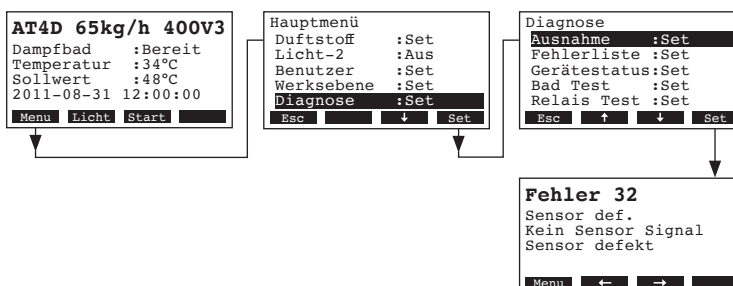 AT4D 65kg/h 400V3
Dampfbad :Bereit
Temperatur :34°C
Sollwert :48°C
2011-08-31 12:00:00
Menu Licht Start
Hauptmenü
Duftstoff :Set
Licht-2 :Aus
Benutzer :Set
Werksebene :Set
Diagnose :Set
Esc ↓ Set
Diagnose
Ausnahme :Set
Fehlerliste :Set
Gerätestatus:Set
Bad Test :Set
Relais Test :Set
Esc ↑ ↓ Set
Fehler 32
Sensor def.
Kein Sensor Signal
Sensor defekt
Menu ← →